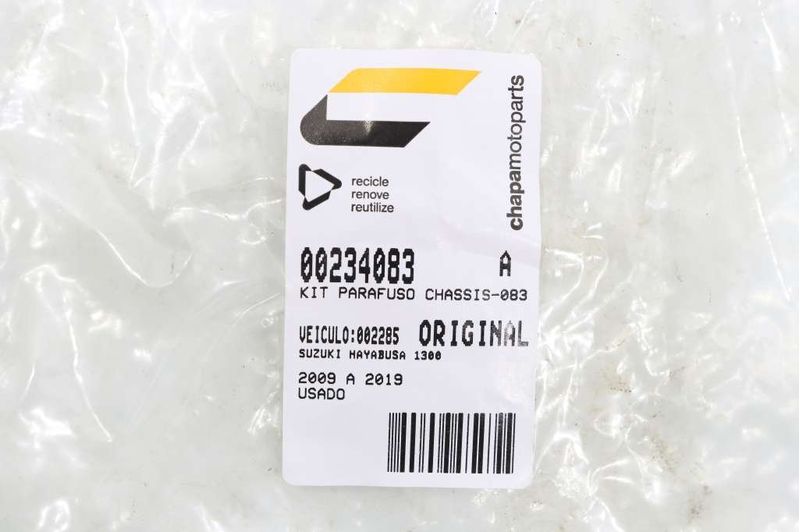 chapamotoparts
recicle
renove
reutilize
00234083 A
KIT PARAFUSO CHASSIS-083
VEICULO:002285 ORIGINAL
SUZUKI HAYABUSA 1300
2009 A 2019
USADO